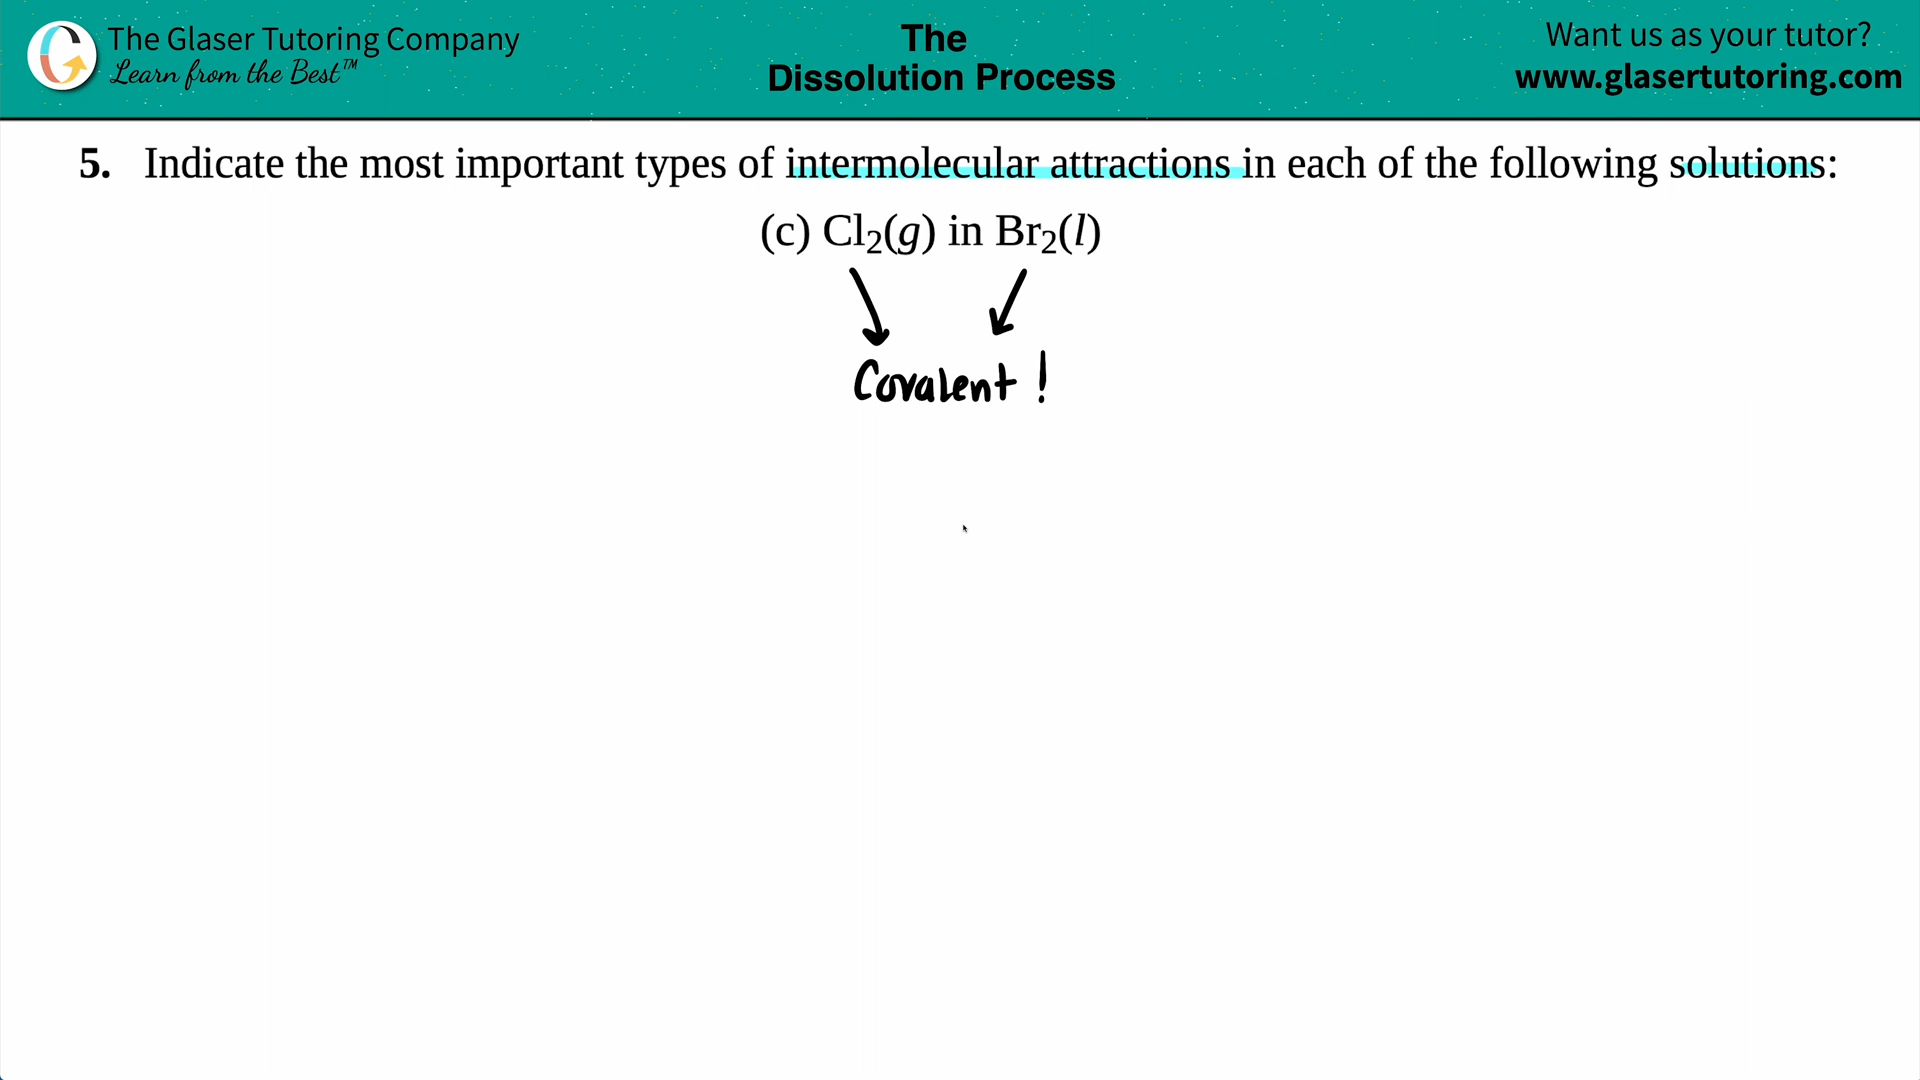 The Glaser Tutoring Company
Learn from the Best™
The
Dissolution Process
Want us as your tutor?
www.glasertutoring.com
5. Indicate the most important types of intermolecular attractions in each of the following solutions:
(c) Cl₂(g) in Br₂(l)
Covalent !